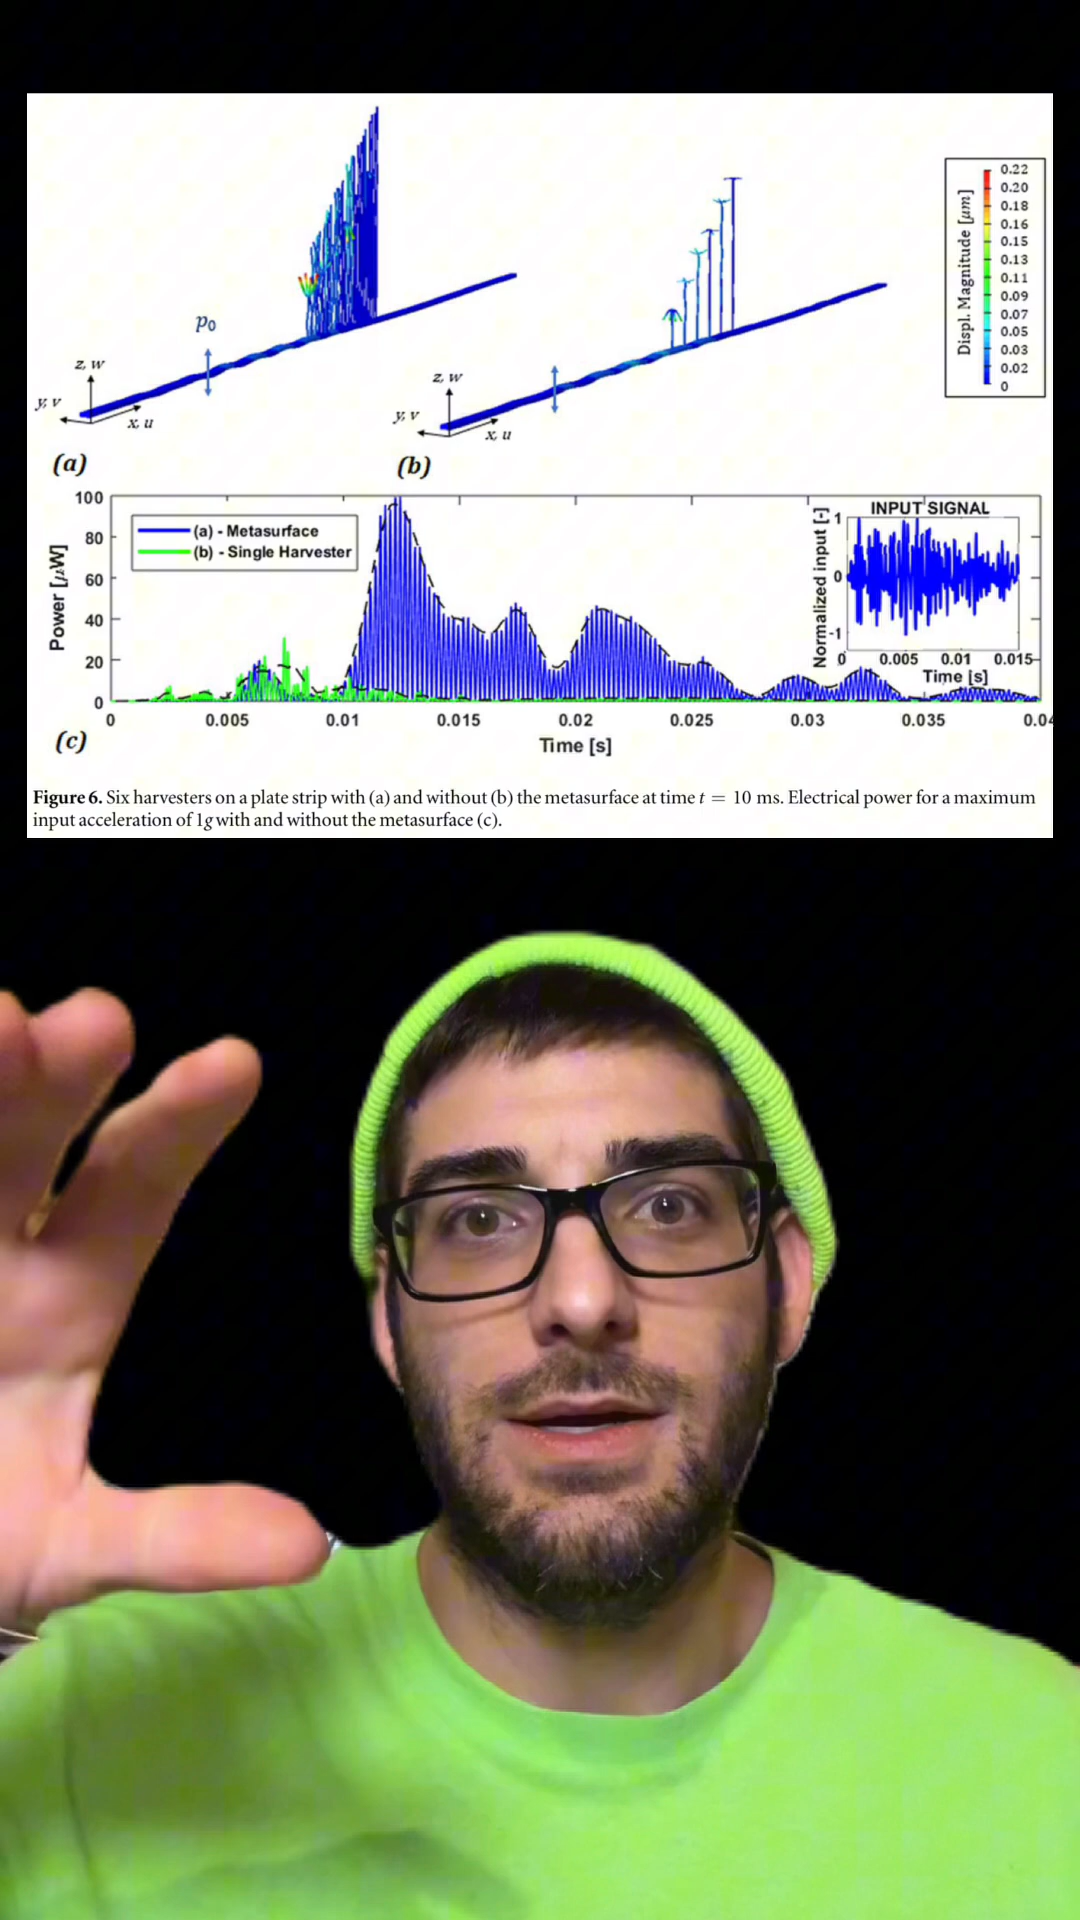 p₀
z, w
y, v
x, u
(a)
z, w
y, v
x, u
(b)
Displ. Magnitude [μm]
0.22
0.20
0.18
0.16
0.15
0.13
0.11
0.09
0.07
0.05
0.03
0.02
0
Power [μW]
100
80
60
40
20
0
(a) - Metasurface
(b) - Single Harvester
INPUT SIGNAL
Normalized input [-]
1
0
-1
0 0.005 0.01 0.015
Time [s]
0 0.005 0.01 0.015 0.02 0.025 0.03 0.035 0.04
Time [s]
(c)
Figure 6. Six harvesters on a plate strip with (a) and without (b) the metasurface at time t = 10 ms. Electrical power for a maximum
input acceleration of 1g with and without the metasurface (c).